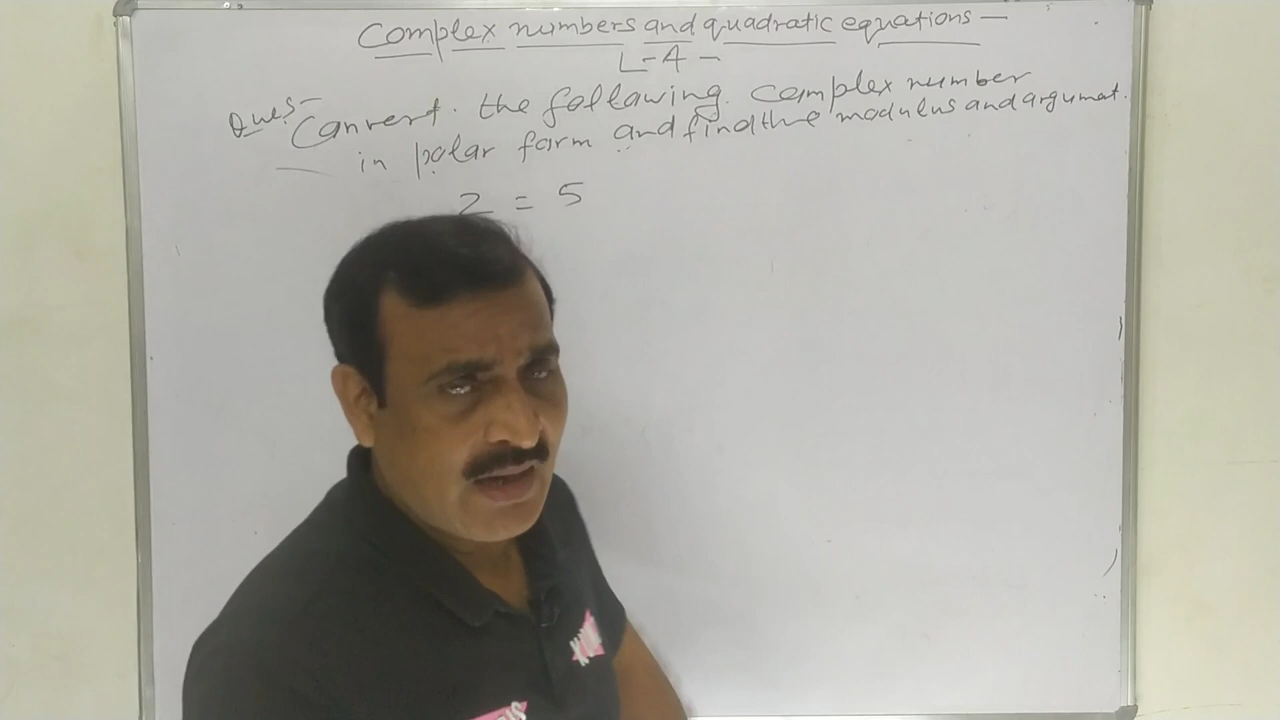 Complex numbers and quadratic equations -
L-4 -
Ques- Convert. the following. complex number
in polar form and find the modulus and argumat.
z = 5